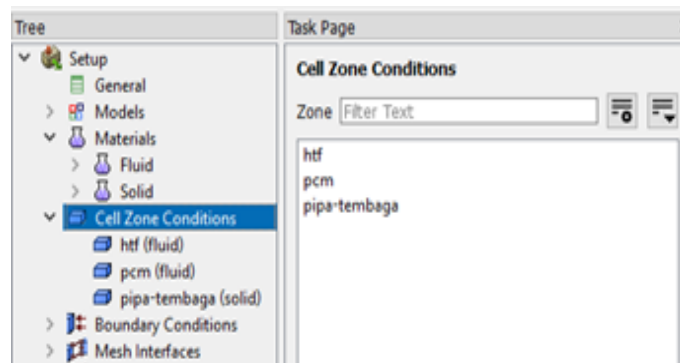 Tree
Setup
General
Models
Materials
Fluid
Solid
Cell Zone Conditions
htf (fluid)
pcm (fluid)
pipa-tembaga (solid)
Boundary Conditions
Mesh Interfaces
Task Page
Cell Zone Conditions
Zone Filter Text
htf
pcm
pipa-tembaga